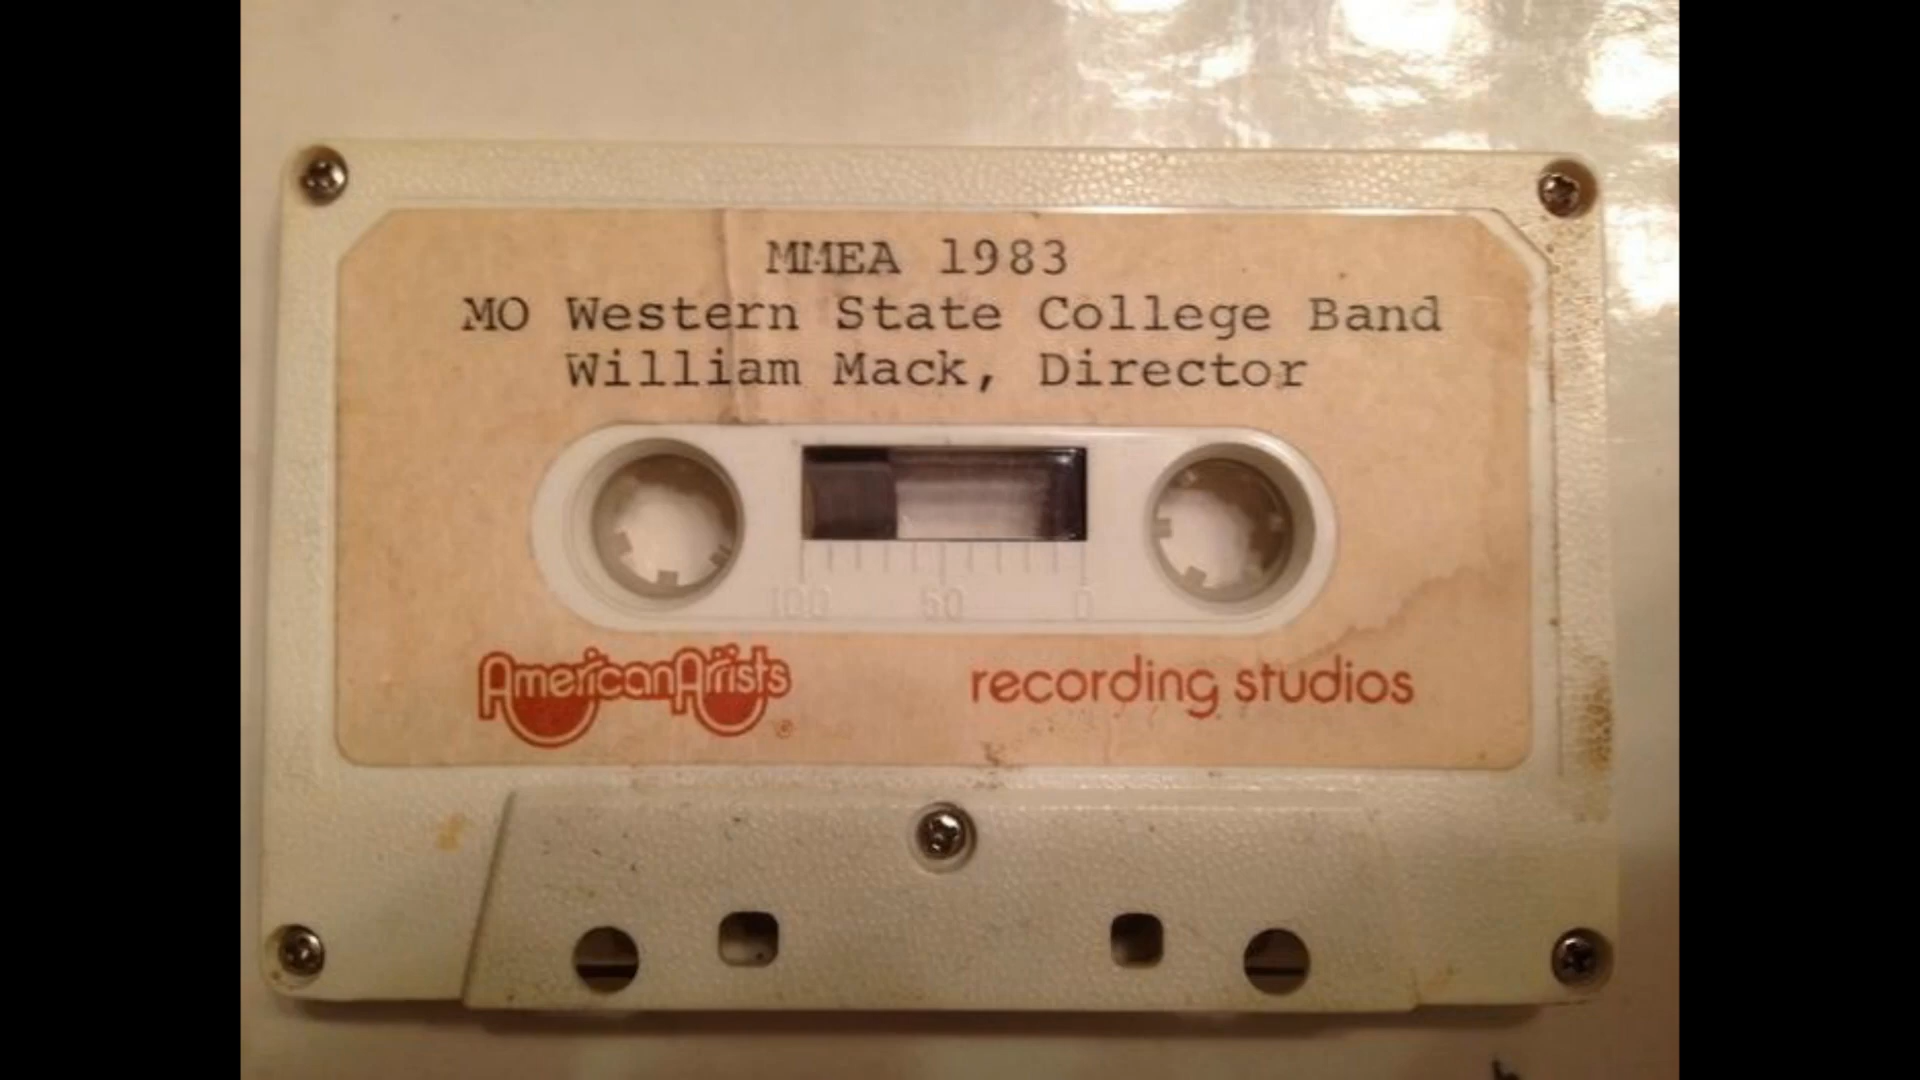 MMEA 1983
MO Western State College Band
William Mack, Director
100 50 0
AmericanArtists® recording studios